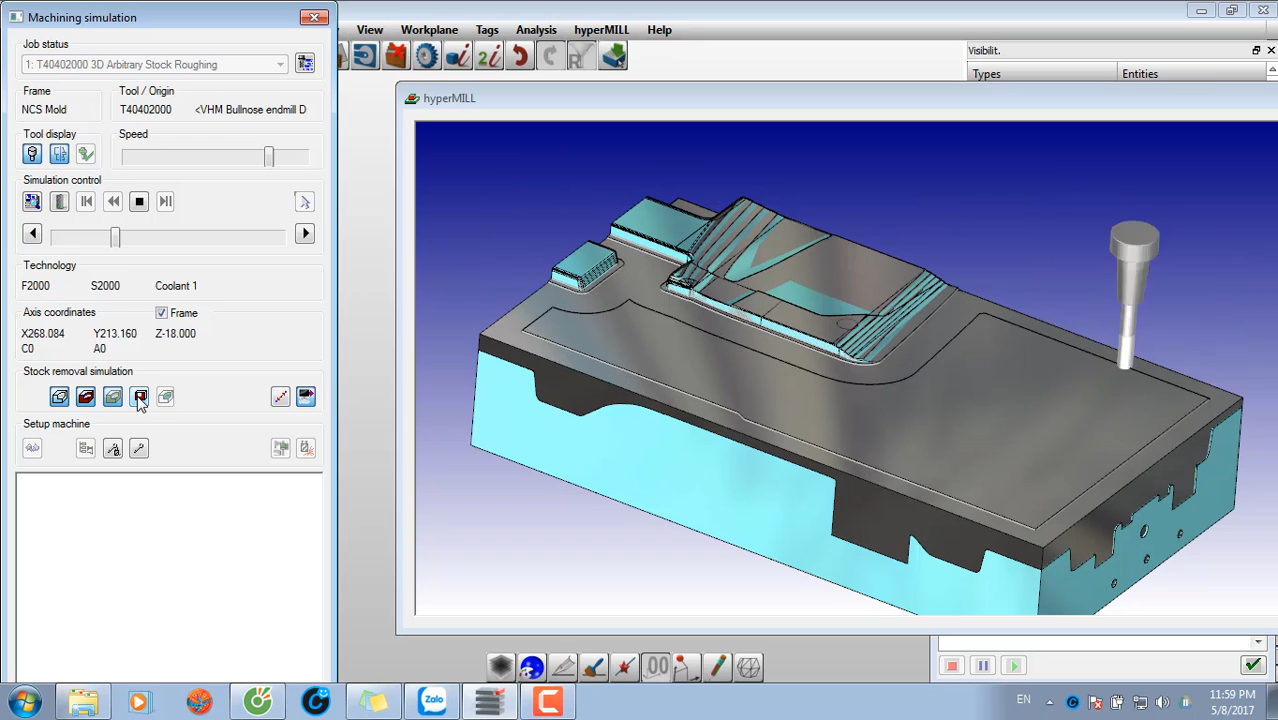 Machining simulation
Job status
1: T40402000 3D Arbitrary Stock Roughing
Frame
Tool / Origin
NCS Mold
T40402000
<VHM Bullnose endmill D
Tool display
Speed
Simulation control
Technology
F2000
S2000
Coolant 1
Axis coordinates
Frame
X268.084
Y213.160
Z-18.000
C0
A0
Stock removal simulation
Setup machine
View
Workplane
Tags
Analysis
hyperMILL
Help
Visibilit.
Types
Entities
hyperMILL
Zalo
EN
11:59 PM
5/8/2017